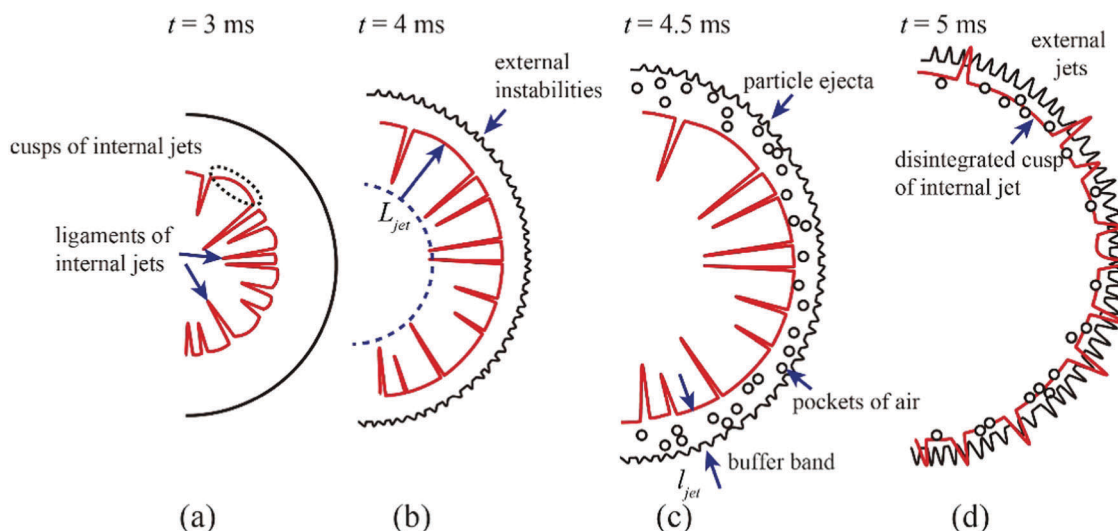 t = 3 ms
cusps of internal jets
ligaments of
internal jets
(a)
t = 4 ms
external
instabilities
L_jet
(b)
t = 4.5 ms
particle ejecta
pockets of air
buffer band
l_jet
(c)
t = 5 ms
external
jets
disintegrated cusp
of internal jet
(d)